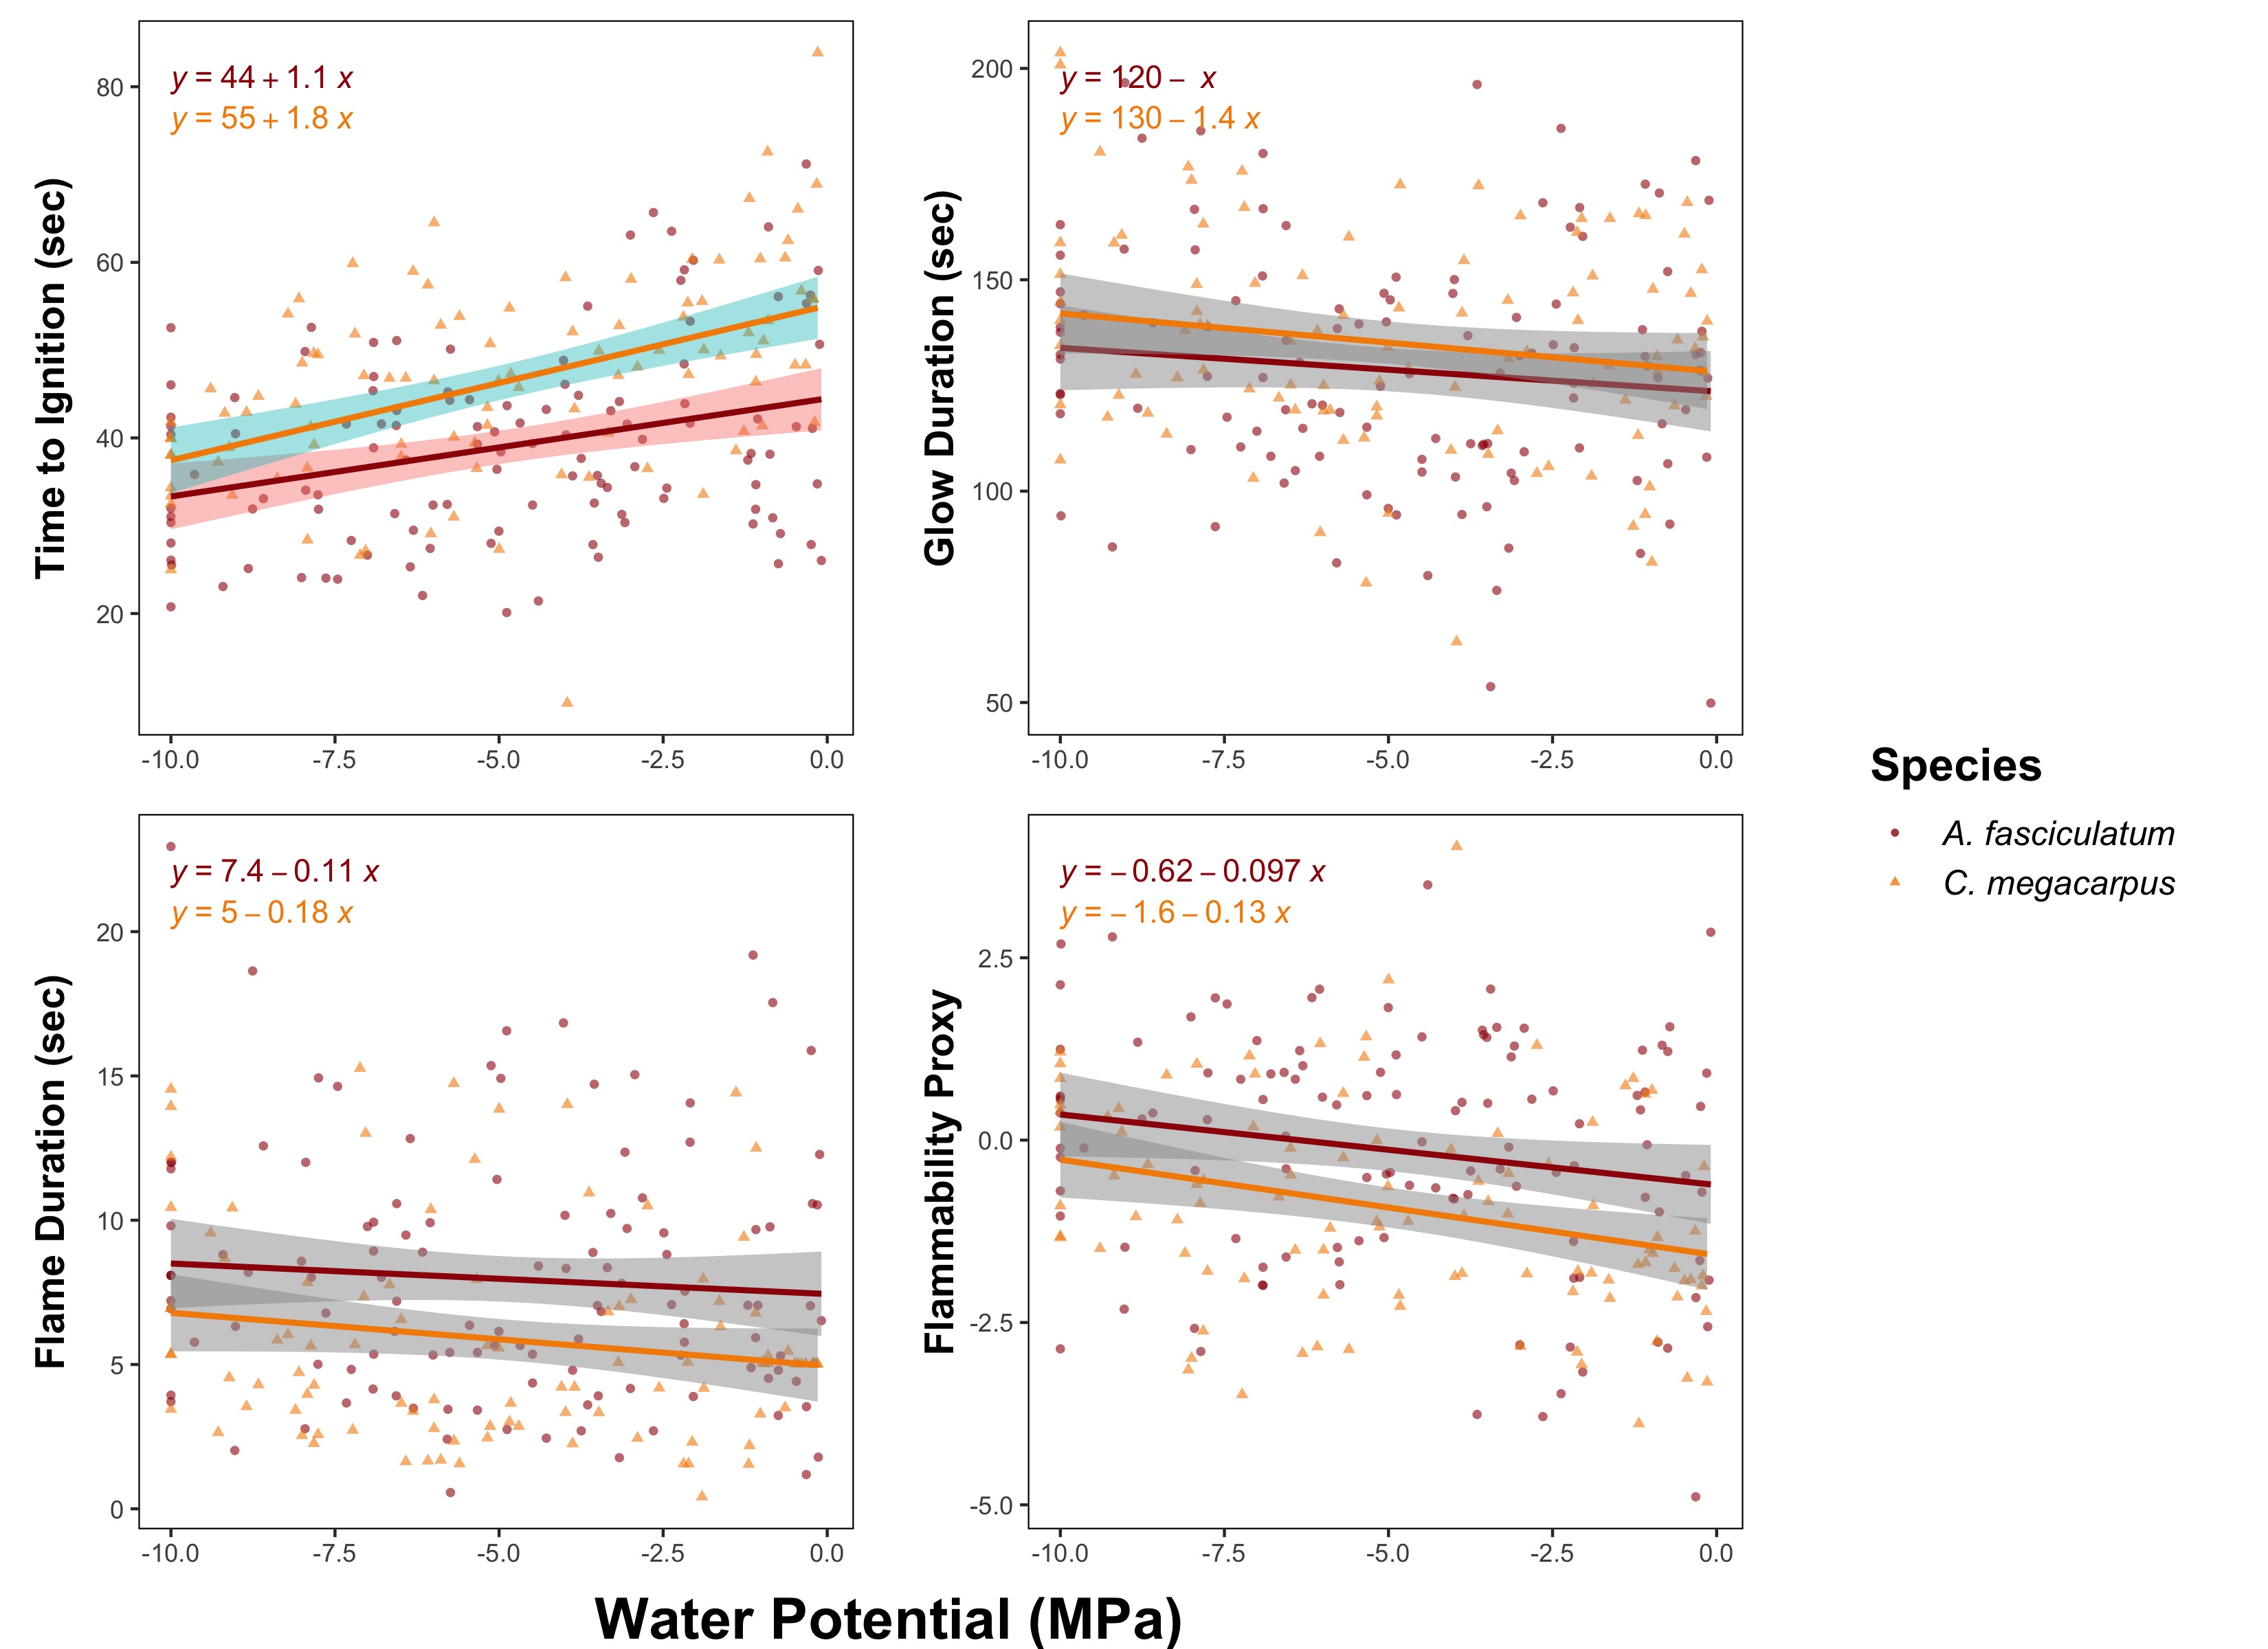 y = 44 + 1.1 x
y = 55 + 1.8 x
80
60
40
20
Time to Ignition (sec)
-10.0 -7.5 -5.0 -2.5 0.0
y = 120 − x
y = 130 − 1.4 x
200
150
100
50
Glow Duration (sec)
-10.0 -7.5 -5.0 -2.5 0.0
y = 7.4 − 0.11 x
y = 5 − 0.18 x
20
15
10
5
0
Flame Duration (sec)
-10.0 -7.5 -5.0 -2.5 0.0
y = − 0.62 − 0.097 x
y = − 1.6 − 0.13 x
2.5
0.0
-2.5
-5.0
Flammability Proxy
-10.0 -7.5 -5.0 -2.5 0.0
Water Potential (MPa)
Species
A. fasciculatum
C. megacarpus